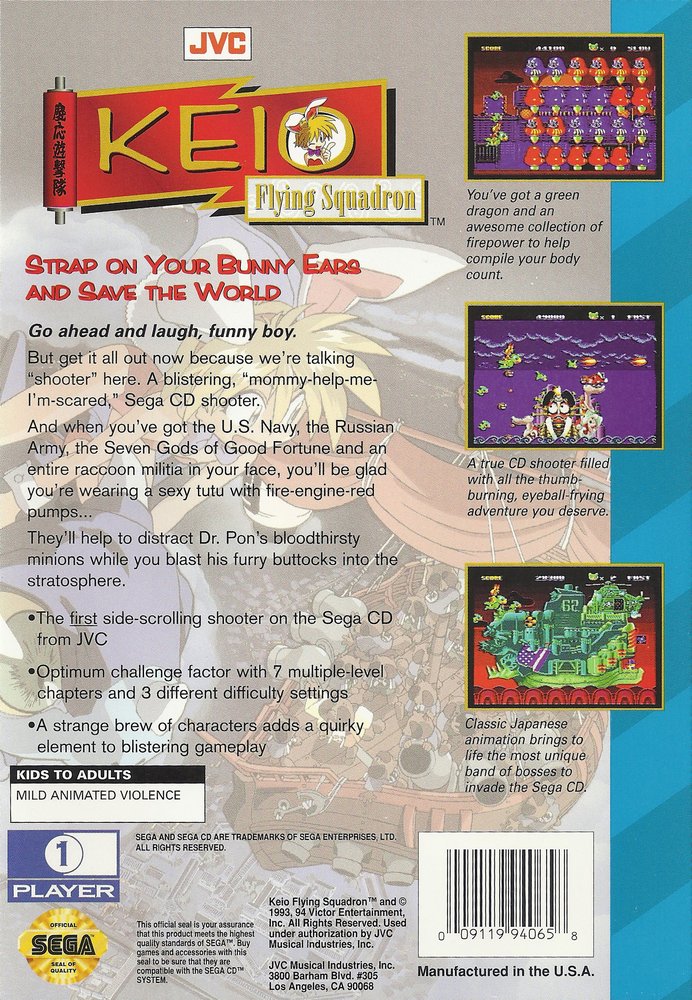 JVC
慶応遊撃隊
KEIO
Flying Squadron™
STRAP ON YOUR BUNNY EARS
AND SAVE THE WORLD
Go ahead and laugh, funny boy.
But get it all out now because we're talking
“shooter” here. A blistering, “mommy-help-me-
I'm-scared,” Sega CD shooter.
And when you've got the U.S. Navy, the Russian
Army, the Seven Gods of Good Fortune and an
entire raccoon militia in your face, you'll be glad
you're wearing a sexy tutu with fire-engine-red
pumps...
They'll help to distract Dr. Pon's bloodthirsty
minions while you blast his furry buttocks into the
stratosphere.
•The first side-scrolling shooter on the Sega CD
from JVC
•Optimum challenge factor with 7 multiple-level
chapters and 3 different difficulty settings
•A strange brew of characters adds a quirky
element to blistering gameplay
SCORE 44100 x 0 SLOW
You've got a green
dragon and an
awesome collection of
firepower to help
compile your body
count.
SCORE x 1 FAST
A true CD shooter filled
with all the thumb-
burning, eyeball-frying
adventure you deserve.
SCORE x 2 FAST
62
Classic Japanese
animation brings to
life the most unique
band of bosses to
invade the Sega CD.
KIDS TO ADULTS
MILD ANIMATED VIOLENCE
1
PLAYER
SEGA AND SEGA CD ARE TRADEMARKS OF SEGA ENTERPRISES, LTD.
ALL RIGHTS RESERVED.
OFFICIAL
SEGA
SEAL OF
QUALITY
This official seal is your assurance
that this product meets the highest
quality standards of SEGA™. Buy
games and accessories with this
seal to be sure that they are
compatible with the SEGA CD™
SYSTEM.
Keio Flying Squadron™ and ©
1993, 94 Victor Entertainment,
Inc. All Rights Reserved. Used
under authorization by JVC
Musical Industries, Inc.
JVC Musical Industries, Inc.
3800 Barham Blvd. #305
Los Angeles, CA 90068
0 09119 94065 8
Manufactured in the U.S.A.